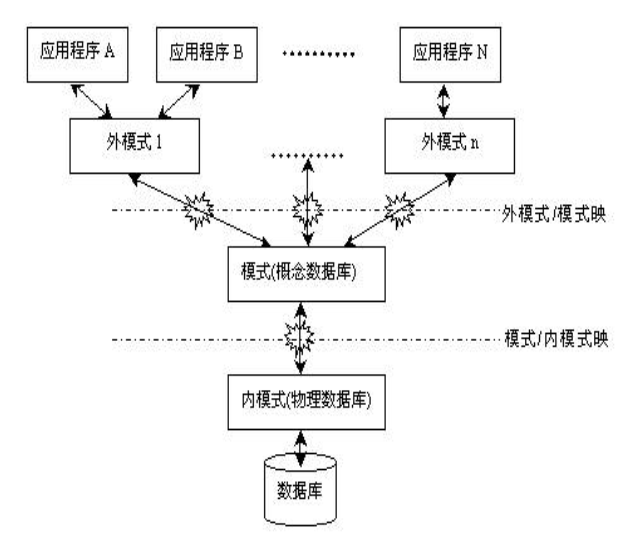 应用程序 A
应用程序 B
应用程序 N
外模式 1
外模式 n
外模式/模式映
模式(概念数据库)
模式/内模式映
内模式(物理数据库)
数据库